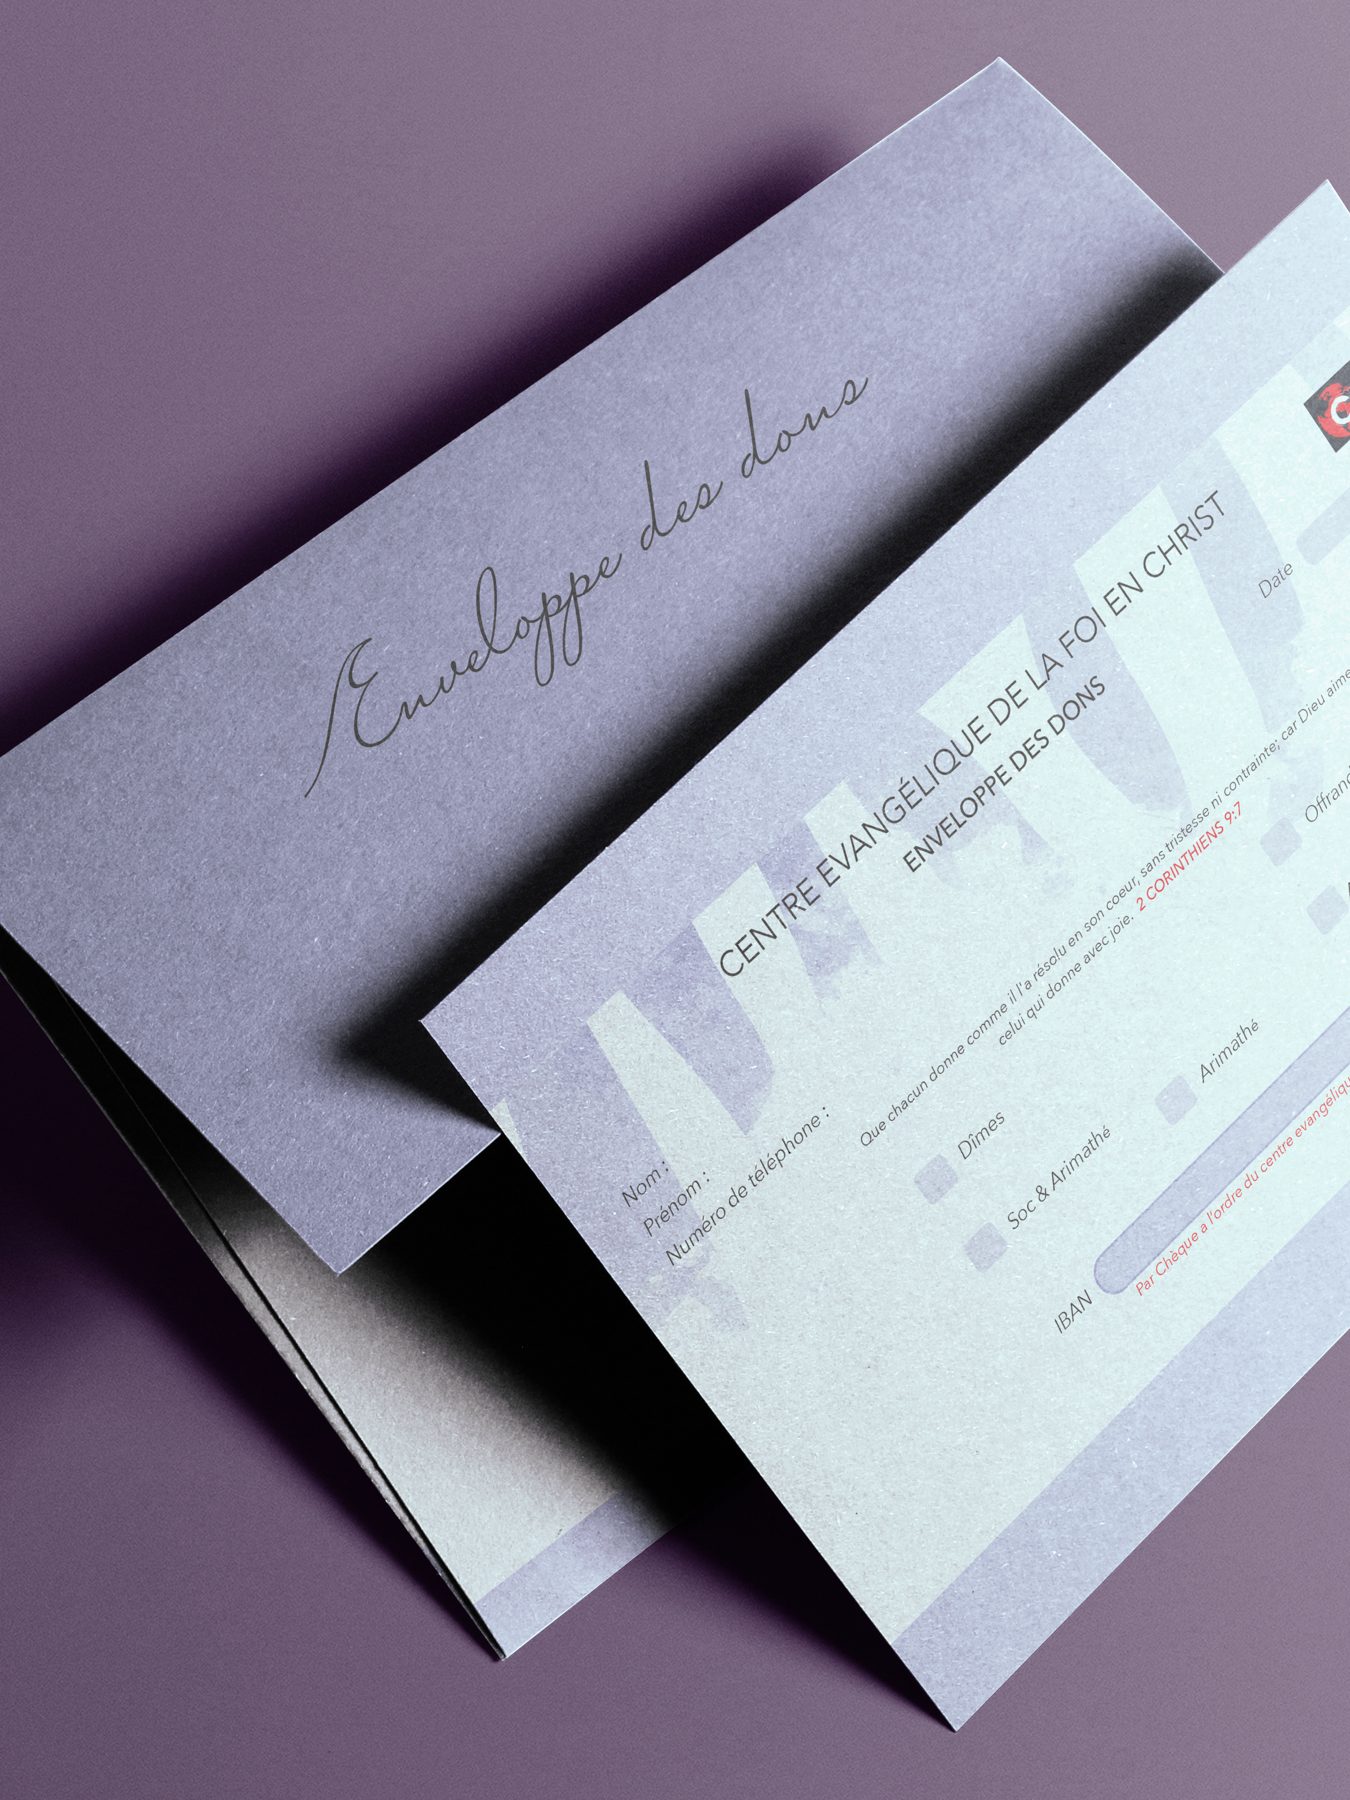 Enveloppe des dons
CENTRE EVANGÉLIQUE DE LA FOI EN CHRIST
ENVELOPPE DES DONS
Date
Nom :
Prénom :
Numéro de téléphone :
Que chacun donne comme il l'a résolu en son coeur, sans tristesse ni contrainte; car Dieu aime
celui qui donne avec joie. 2 CORINTHIENS 9:7
Dîmes
Soc & Arimathé
Arimathé
IBAN
Par Chèque a l'ordre du centre